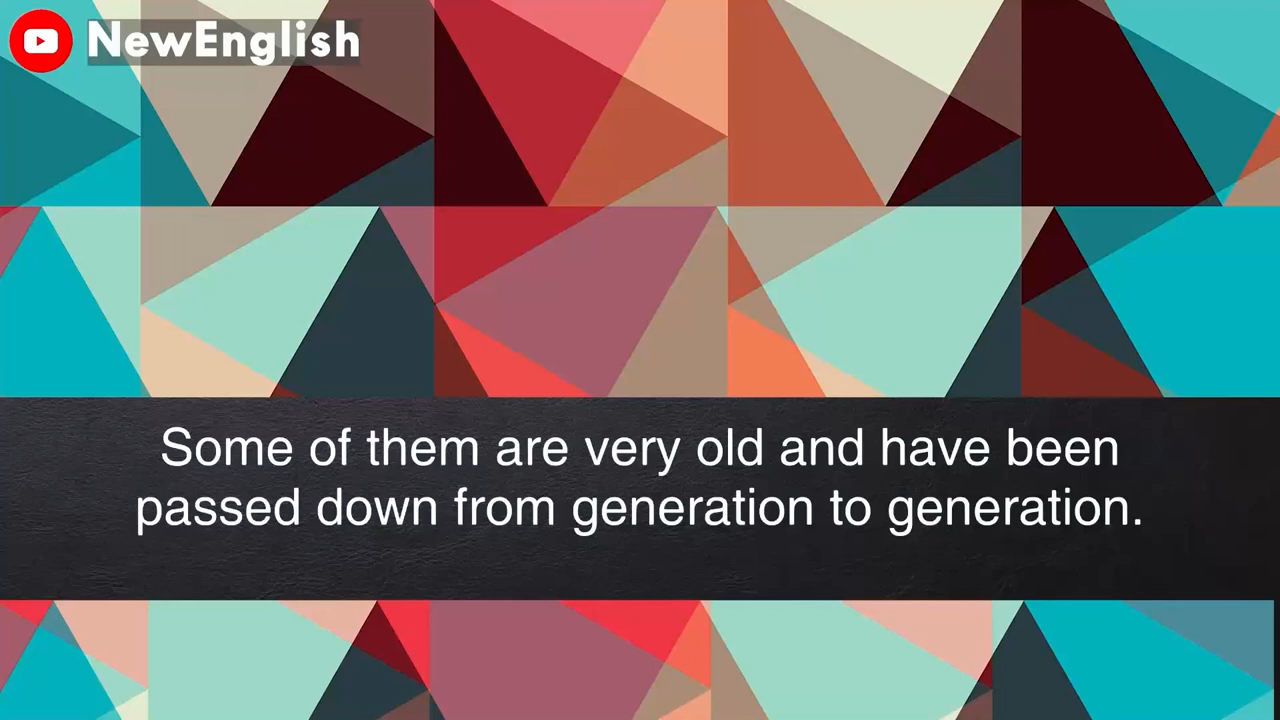 NewEnglish
Some of them are very old and have been
passed down from generation to generation.